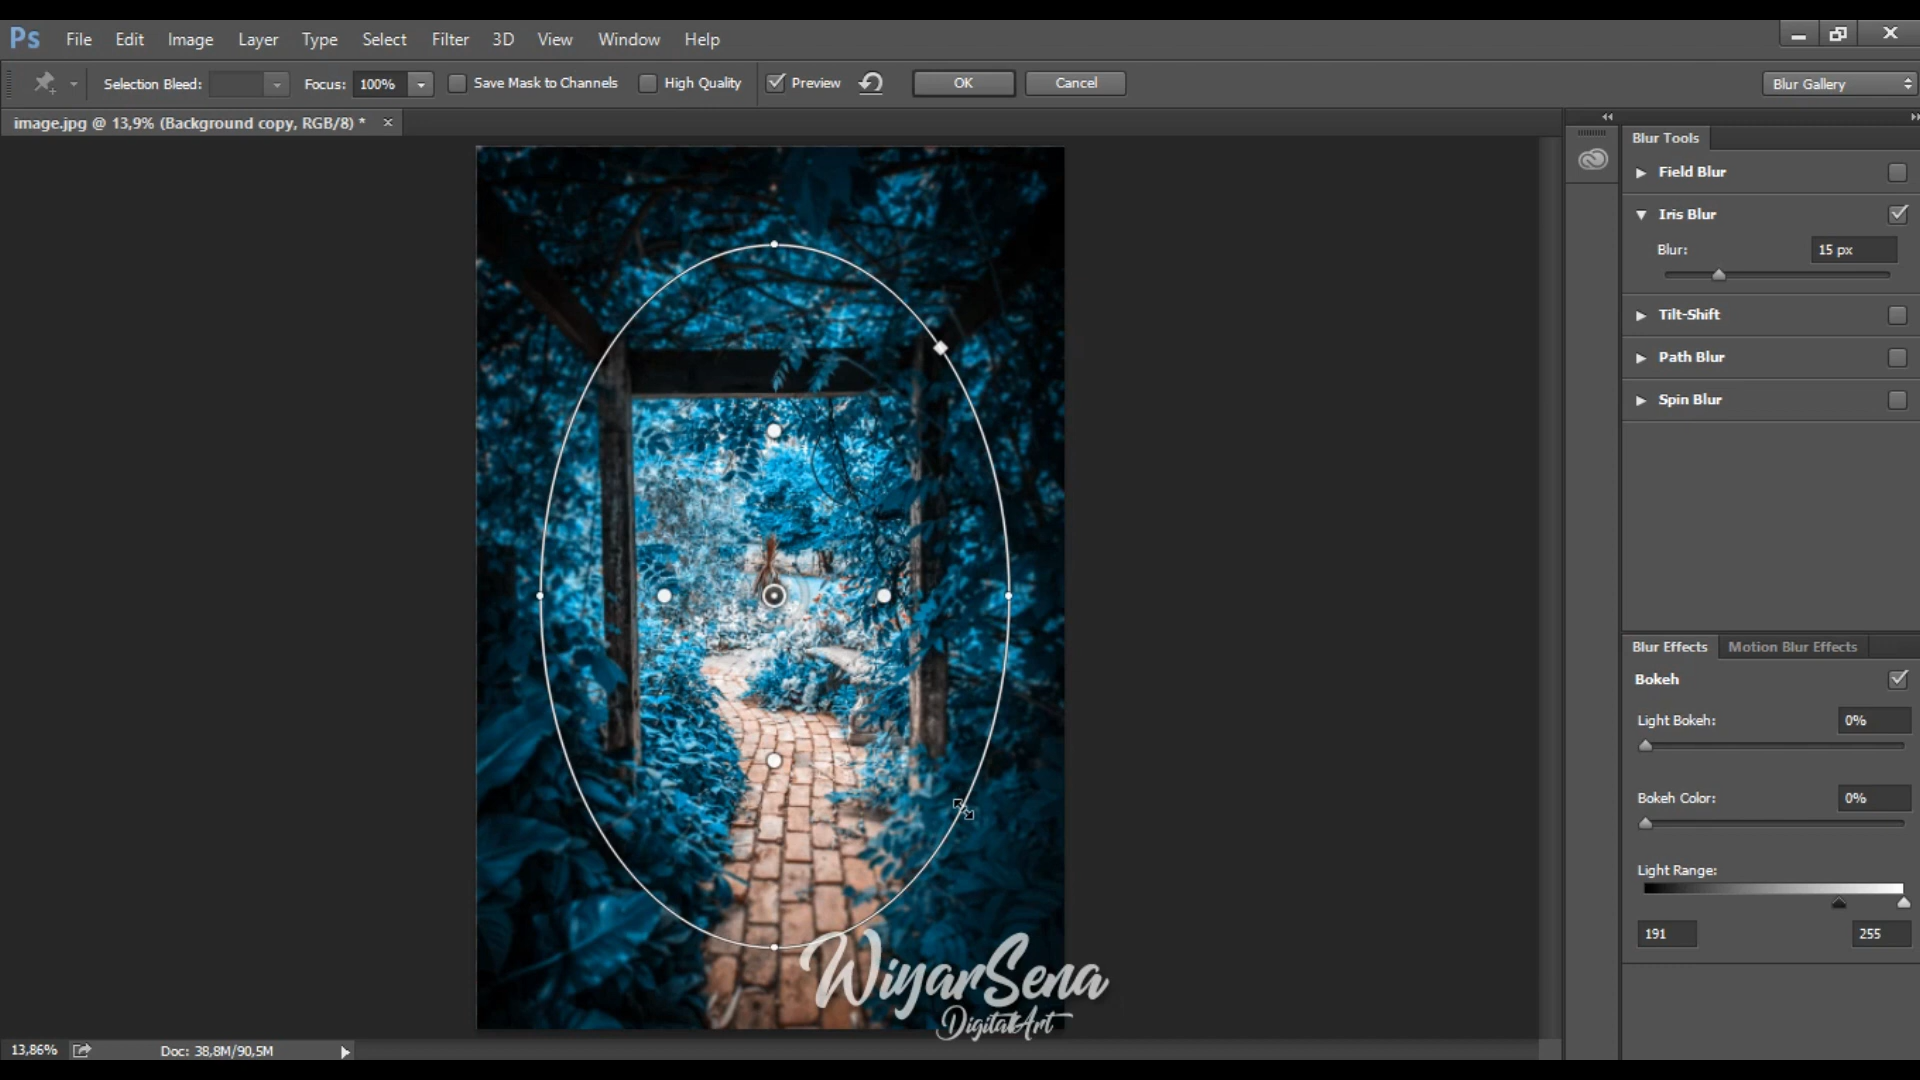 Ps File Edit Image Layer Type Select Filter 3D View Window Help
Selection Bleed: Focus: 100% Save Mask to Channels High Quality Preview OK Cancel Blur Gallery
image.jpg @ 13,9% (Background copy, RGB/8) *
Blur Tools
Field Blur
Iris Blur
Blur: 15 px
Tilt-Shift
Path Blur
Spin Blur
Blur Effects Motion Blur Effects
Bokeh
Light Bokeh: 0%
Bokeh Color: 0%
Light Range:
191 255
WiyarSena
DigitalArt
13,86% Doc: 38,8M/90,5M